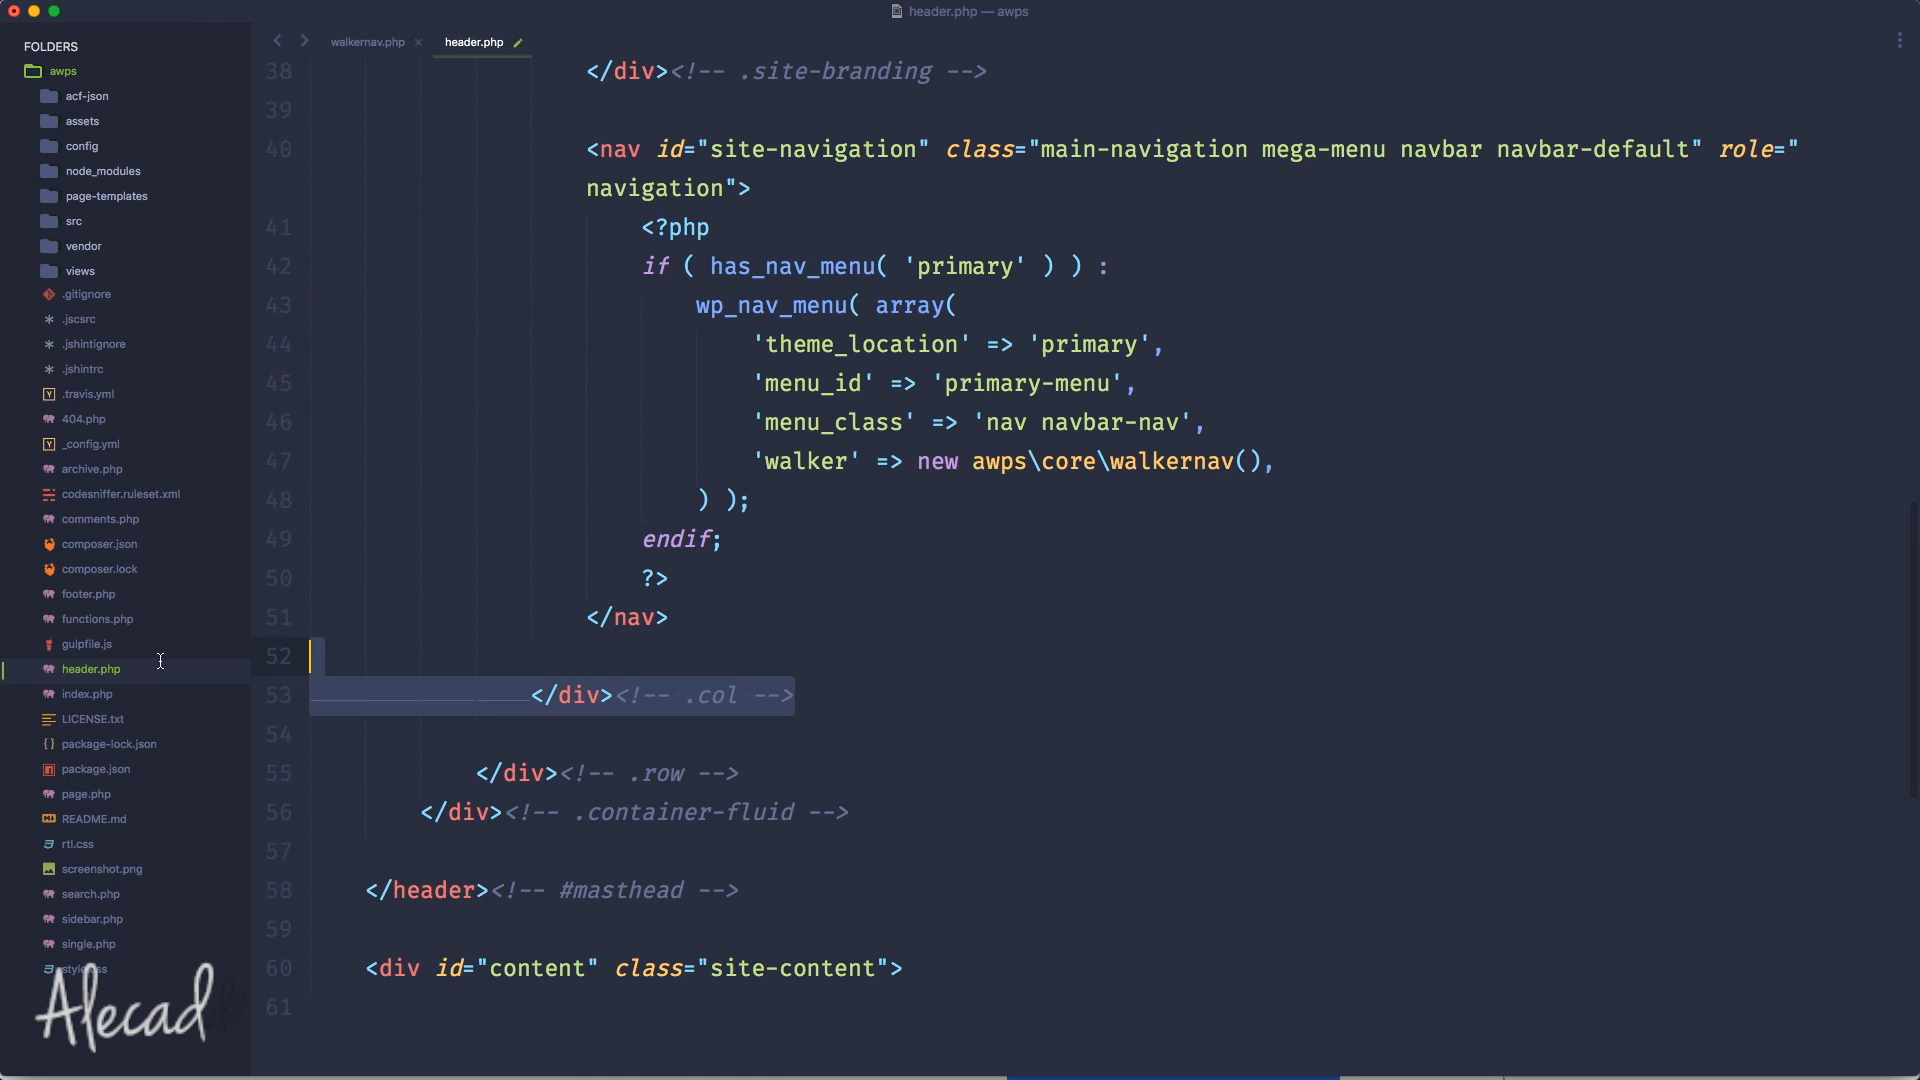 header.php — awps
FOLDERS
awps
acf-json
assets
config
node_modules
page-templates
src
vendor
views
.gitignore
.jscsrc
.jshintignore
.jshintrc
.travis.yml
404.php
_config.yml
archive.php
codesniffer.ruleset.xml
comments.php
composer.json
composer.lock
footer.php
functions.php
gulpfile.js
header.php
index.php
LICENSE.txt
package-lock.json
package.json
page.php
README.md
rtl.css
screenshot.png
search.php
sidebar.php
single.php
Alecad
walkernav.php × header.php
38 </div><!-- .site-branding -->
39
40 <nav id="site-navigation" class="main-navigation mega-menu navbar navbar-default" role="
navigation">
41 <?php
42 if ( has_nav_menu( 'primary' ) ) :
43 wp_nav_menu( array(
44 'theme_location' => 'primary',
45 'menu_id' => 'primary-menu',
46 'menu_class' => 'nav navbar-nav',
47 'walker' => new awps\core\walkernav(),
48 ) );
49 endif;
50 ?>
51 </nav>
52
53 </div><!-- .col -->
54
55 </div><!-- .row -->
56 </div><!-- .container-fluid -->
57
58 </header><!-- #masthead -->
59
60 <div id="content" class="site-content">
61